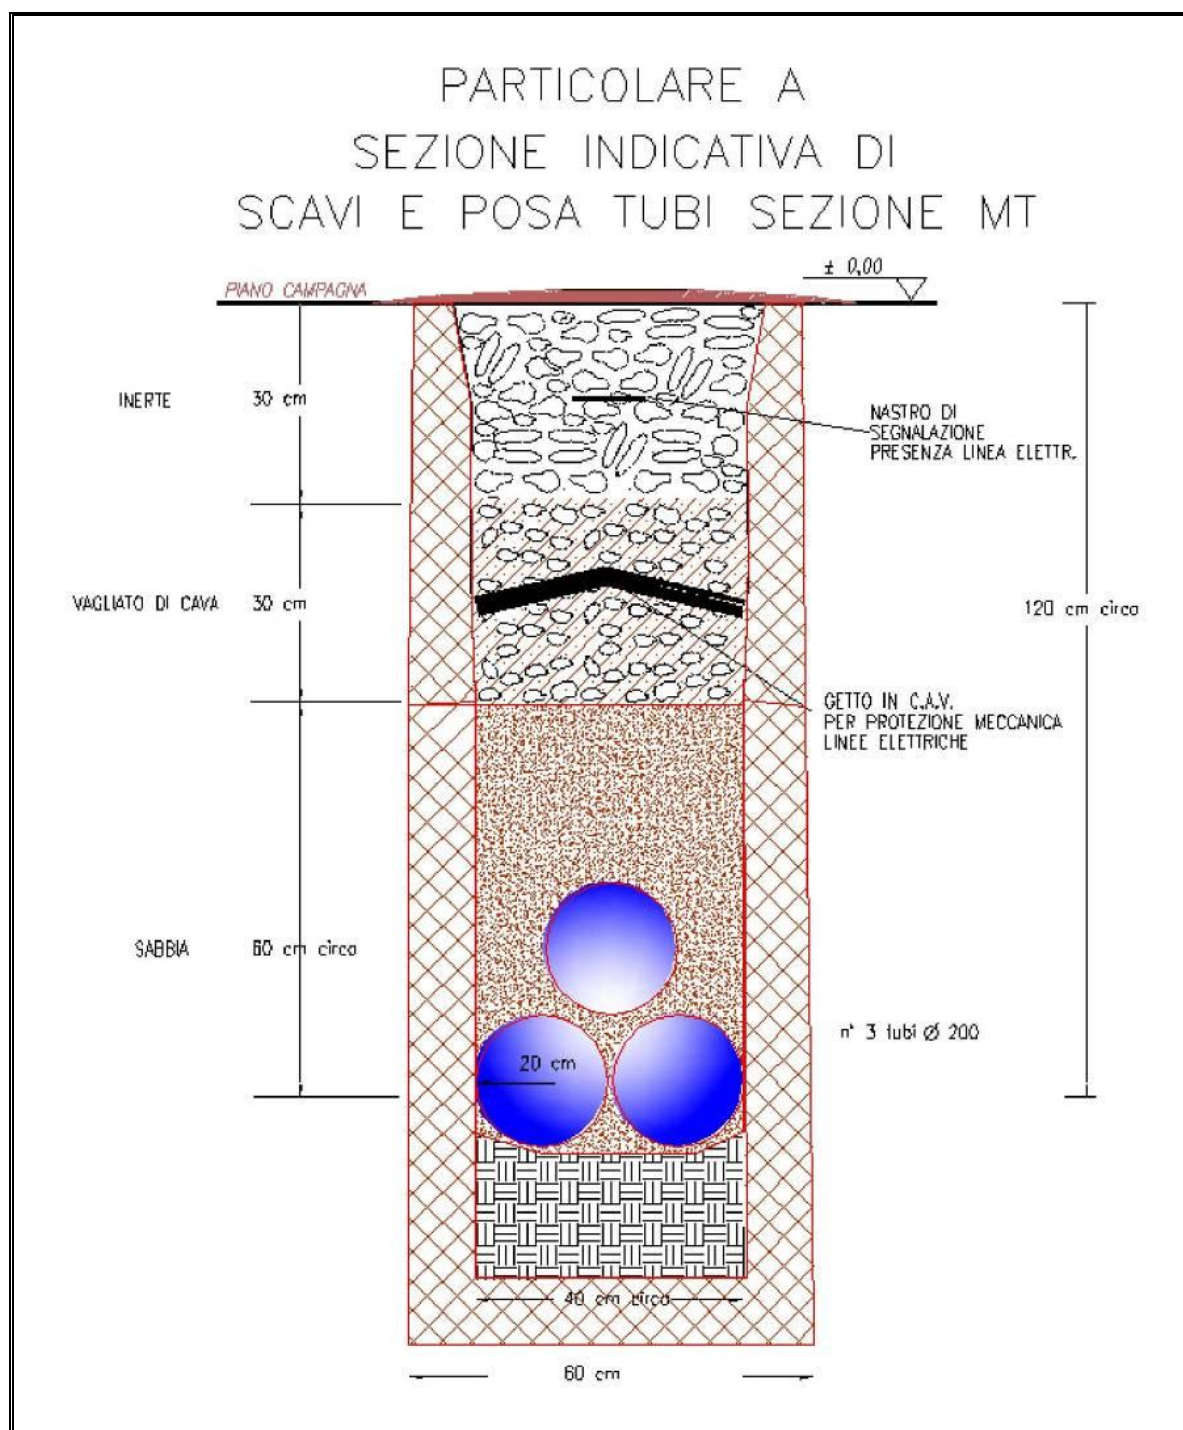 PARTICOLARE A
SEZIONE INDICATIVA DI
SCAVI E POSA TUBI SEZIONE MT
± 0,00
PIANO CAMPAGNA
INERTE
30 cm
NASTRO DI
SEGNALAZIONE
PRESENZA LINEA ELETTR.
VAGLIATO DI CAVA
30 cm
120 cm circa
GETTO IN C.A.V.
PER PROTEZIONE MECCANICA
LINEE ELETTRICHE
SABBIA
60 cm circa
n° 3 tubi Ø 200
20 cm
40 cm circa
60 cm